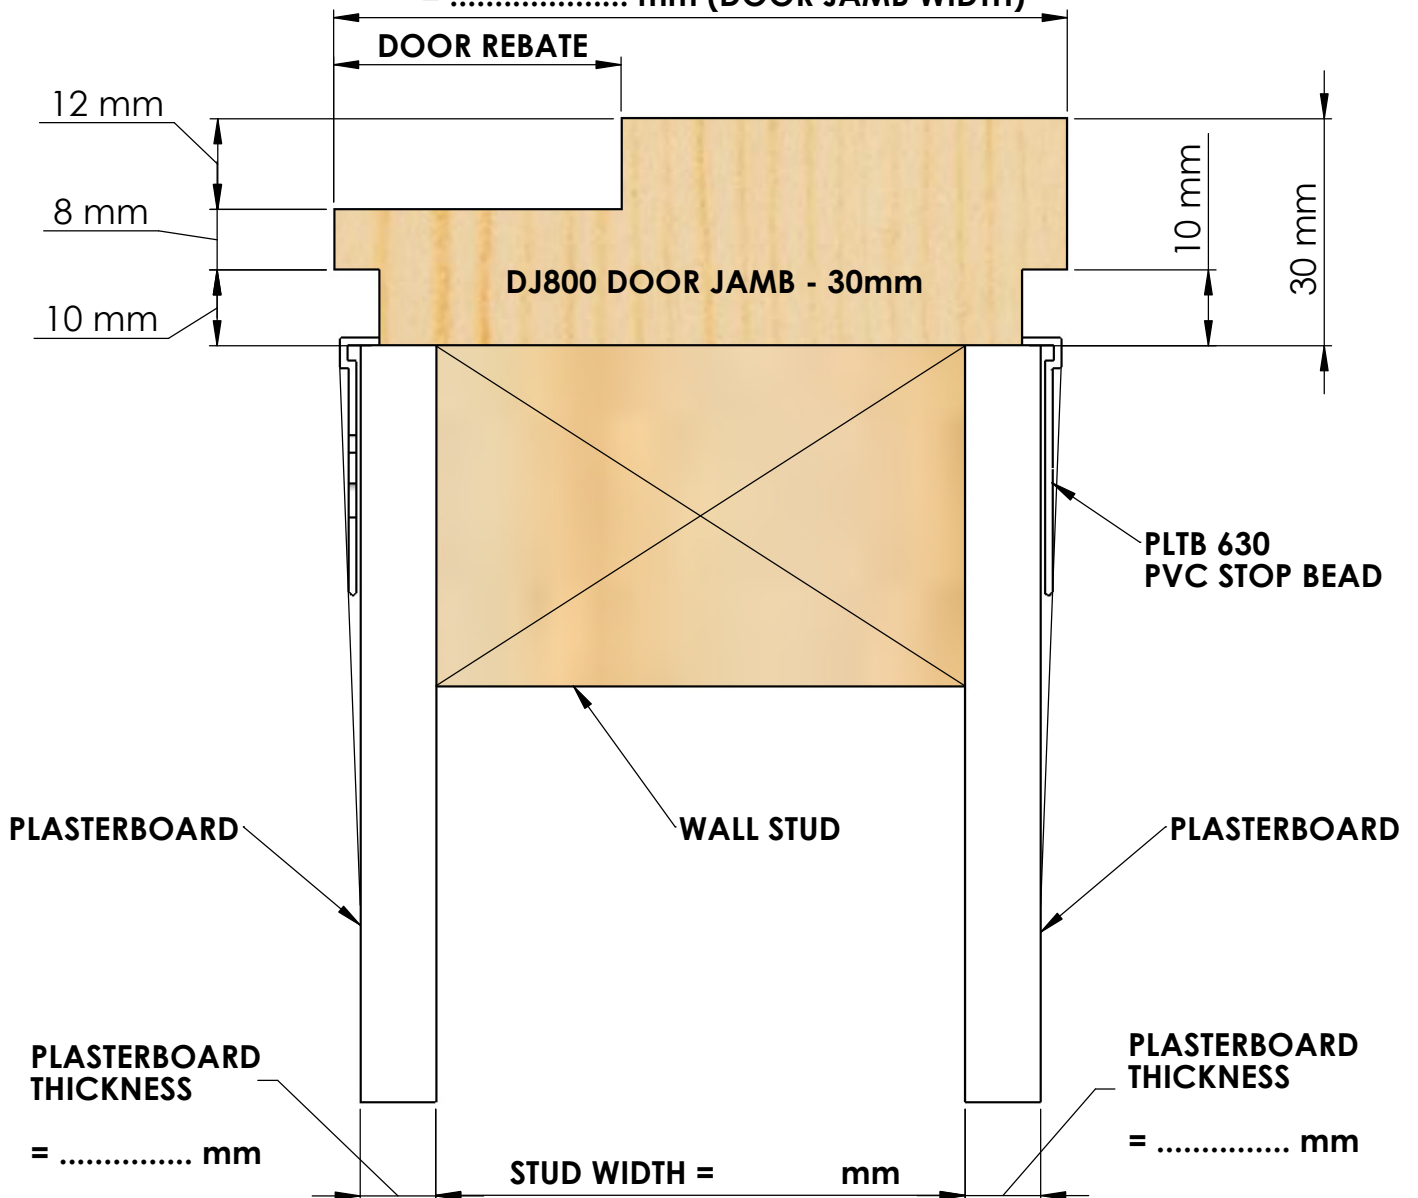 = .................... mm (DOOR JAMB WIDTH)
DOOR REBATE
12 mm
8 mm
10 mm
10 mm
30 mm
DJ800 DOOR JAMB - 30mm
PLTB 630
PVC STOP BEAD
PLASTERBOARD
WALL STUD
PLASTERBOARD
PLASTERBOARD
THICKNESS
= ............... mm
PLASTERBOARD
THICKNESS
= ............... mm
STUD WIDTH = mm